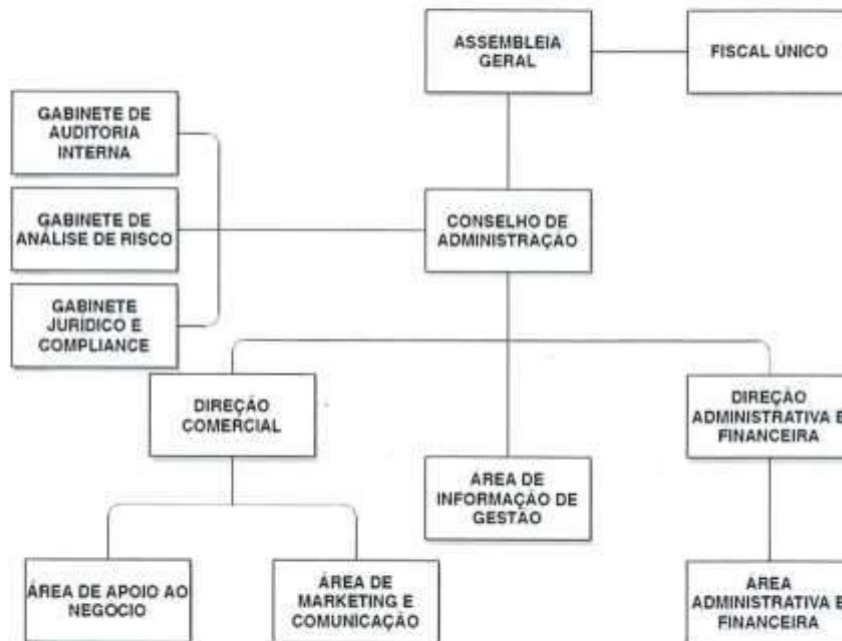 ASSEMBLEIA
GERAL
FISCAL ÚNICO
GABINETE DE
AUDITORIA
INTERNA
GABINETE DE
ANÁLISE DE RISCO
CONSELHO DE
ADMINISTRAÇÃO
GABINETE
JURÍDICO E
COMPLIANCE
DIREÇÃO
COMERCIAL
DIREÇÃO
ADMINISTRATIVA E
FINANCEIRA
ÁREA DE
INFORMAÇÃO DE
GESTÃO
ÁREA DE APOIO AO
NEGOCIO
ÁREA DE
MARKETING E
COMUNICAÇÃO
ÁREA
ADMINISTRATIVA E
FINANCEIRA